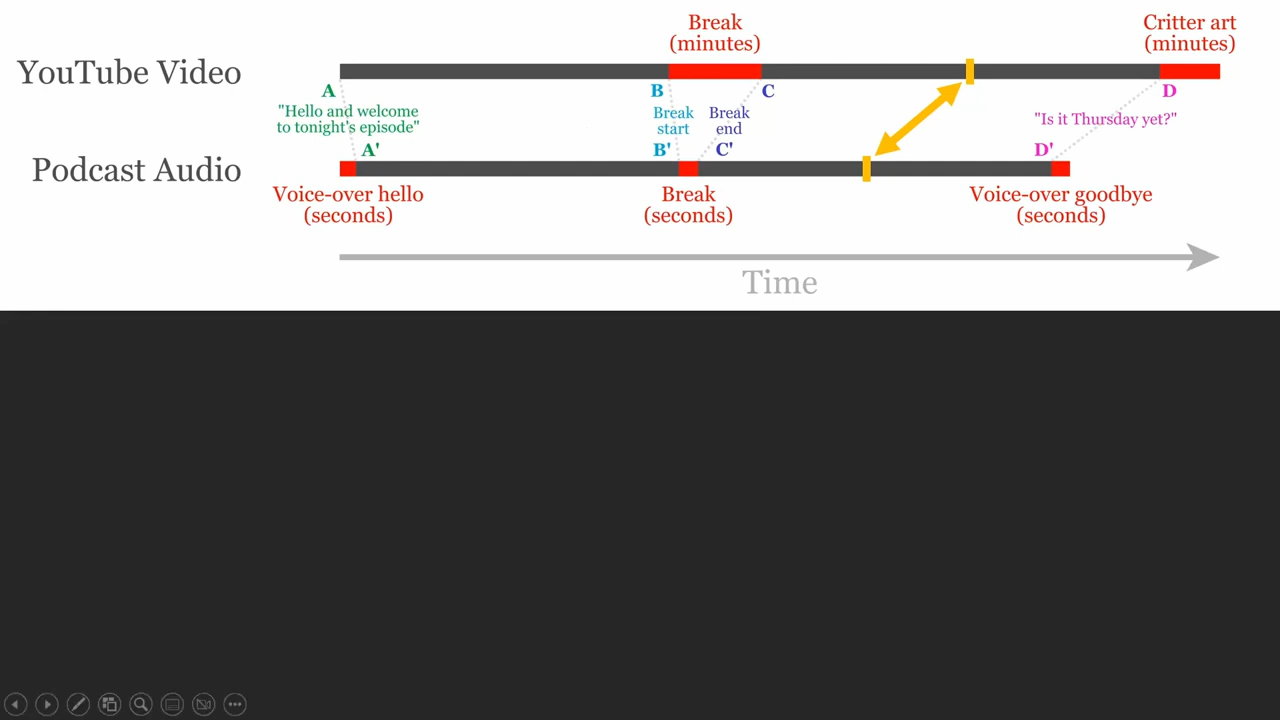 Break
(minutes)
Critter art
(minutes)
YouTube Video
A
B
C
D
"Hello and welcome
to tonight's episode"
Break
start
Break
end
"Is it Thursday yet?"
A'
B'
C'
D'
Podcast Audio
Voice-over hello
(seconds)
Break
(seconds)
Voice-over goodbye
(seconds)
Time